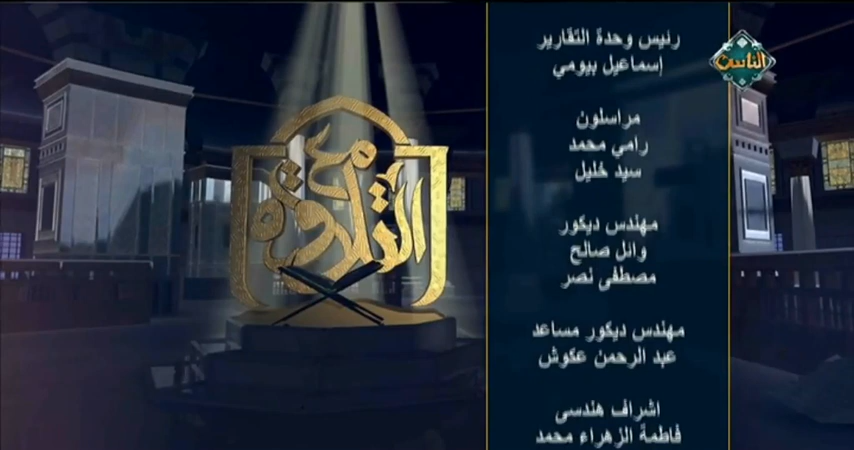 الناس
مع
التلاوة
رئيس وحدة التقارير
إسماعيل بيومي
مراسلون
رامي محمد
سيد خليل
مهندس ديكور
وائل صالح
مصطفى نصر
مهندس ديكور مساعد
عبد الرحمن عكوش
اشراف هندسى
فاطمة الزهراء محمد